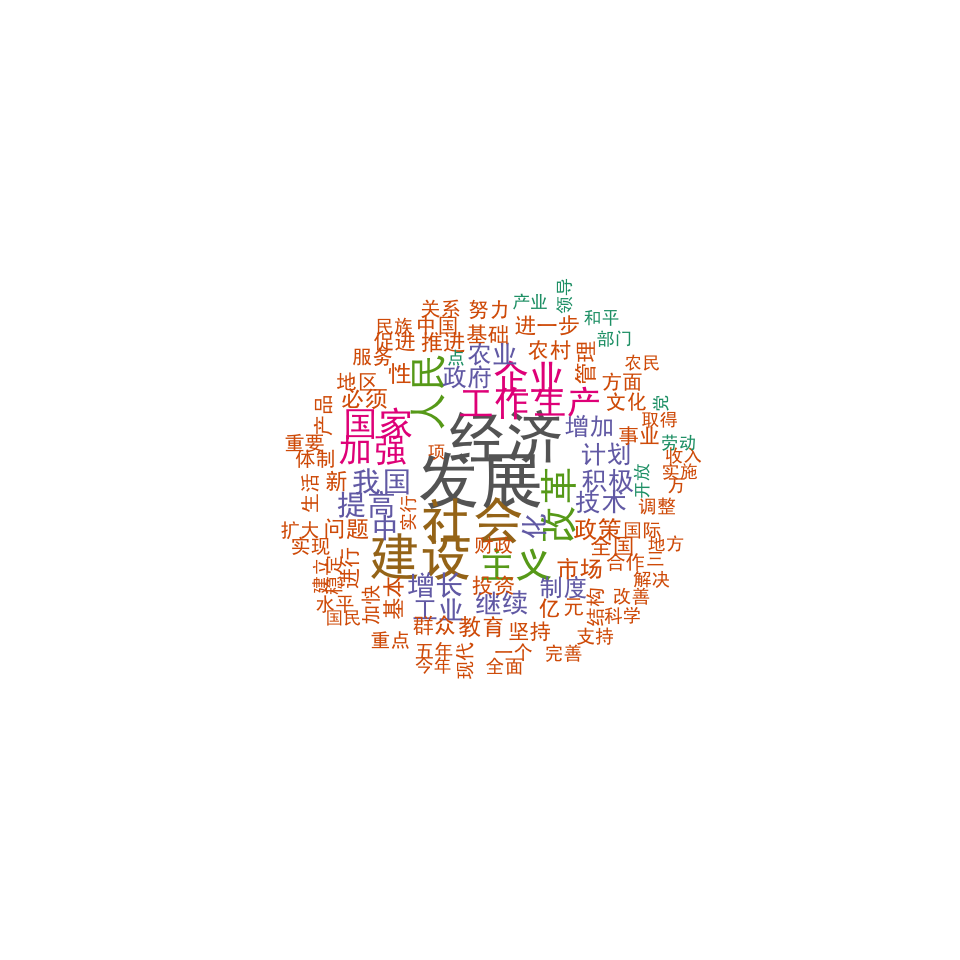 领导
产业
关系 努力
和平
民族 中国
进一步
部门
促进 推进 基础
服务
点 农业
农村
管理
农民
地区
性
政府
企业
方面
必须
人民
工作 生产
文化
党
产品
国家
取得
重要
加强
经济
增加
事业
劳动
体制
项
计划
收入
生活
新
我国
发展
改革
积极
开放
实施
方
提高
实行
社会
技术
调整
扩大 问题 中
化
政策 国际
实现
建设
财政
主义
全国 地方
建立
进行
市场
合作 三
增长 投资
制度
解决
水平
加快
基本
工业 继续
亿 元
结构
改善
国民
科学
群众 教育 坚持
支持
重点
五年
现代
一个 完善
今年
全面